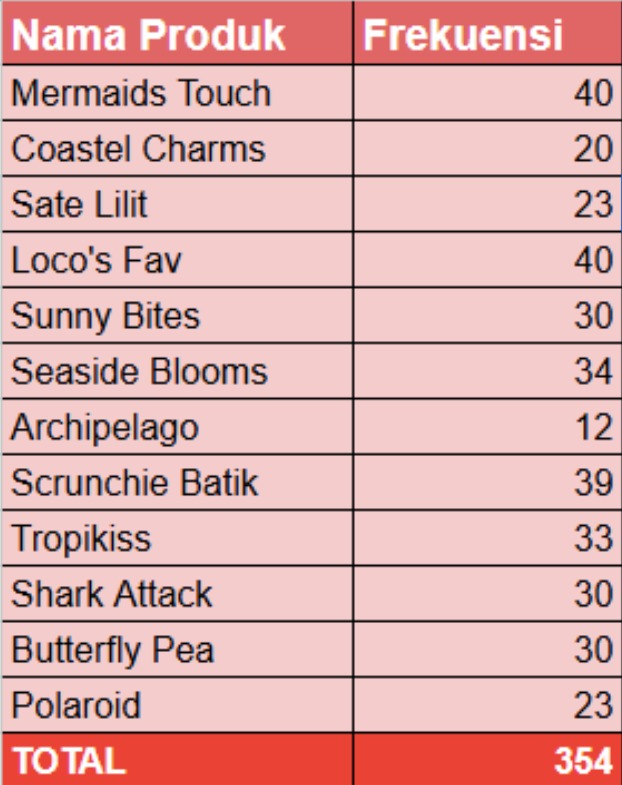 Nama Produk Frekuensi
Mermaids Touch 40
Coastel Charms 20
Sate Lilit 23
Loco's Fav 40
Sunny Bites 30
Seaside Blooms 34
Archipelago 12
Scrunchie Batik 39
Tropikiss 33
Shark Attack 30
Butterfly Pea 30
Polaroid 23
TOTAL 354